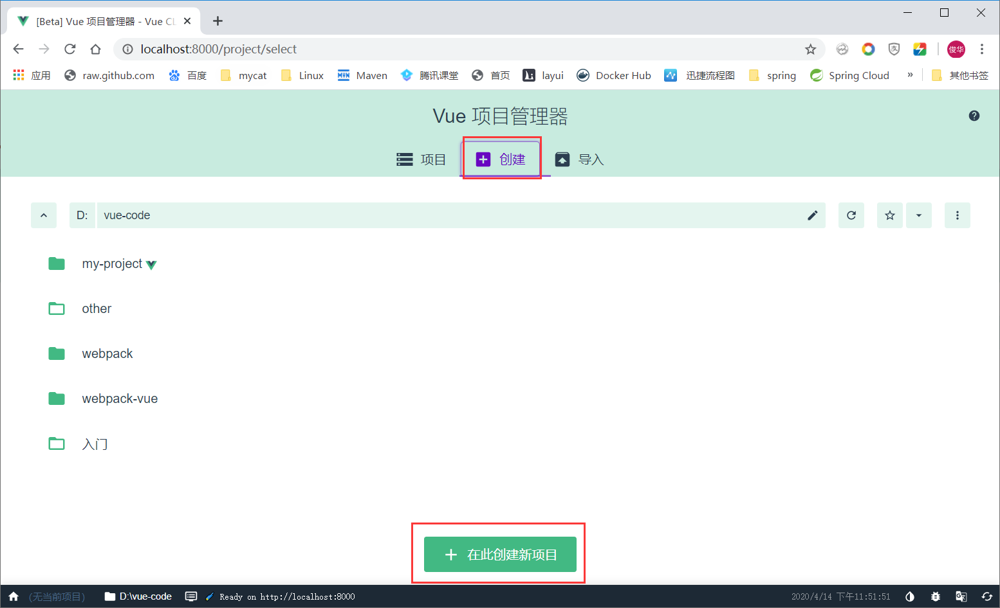 [Beta] Vue 项目管理器 - Vue CL
localhost:8000/project/select
俊华
应用 raw.github.com 百度 mycat Linux Maven 腾讯课堂 首页 layui Docker Hub 迅捷流程图 spring Spring Cloud » 其他书签
Vue 项目管理器
项目 创建 导入
D: vue-code
my-project
other
webpack
webpack-vue
入门
在此创建新项目
(无当前项目) D:\vue-code Ready on http://localhost:8000 2020/4/14 下午11:51:51